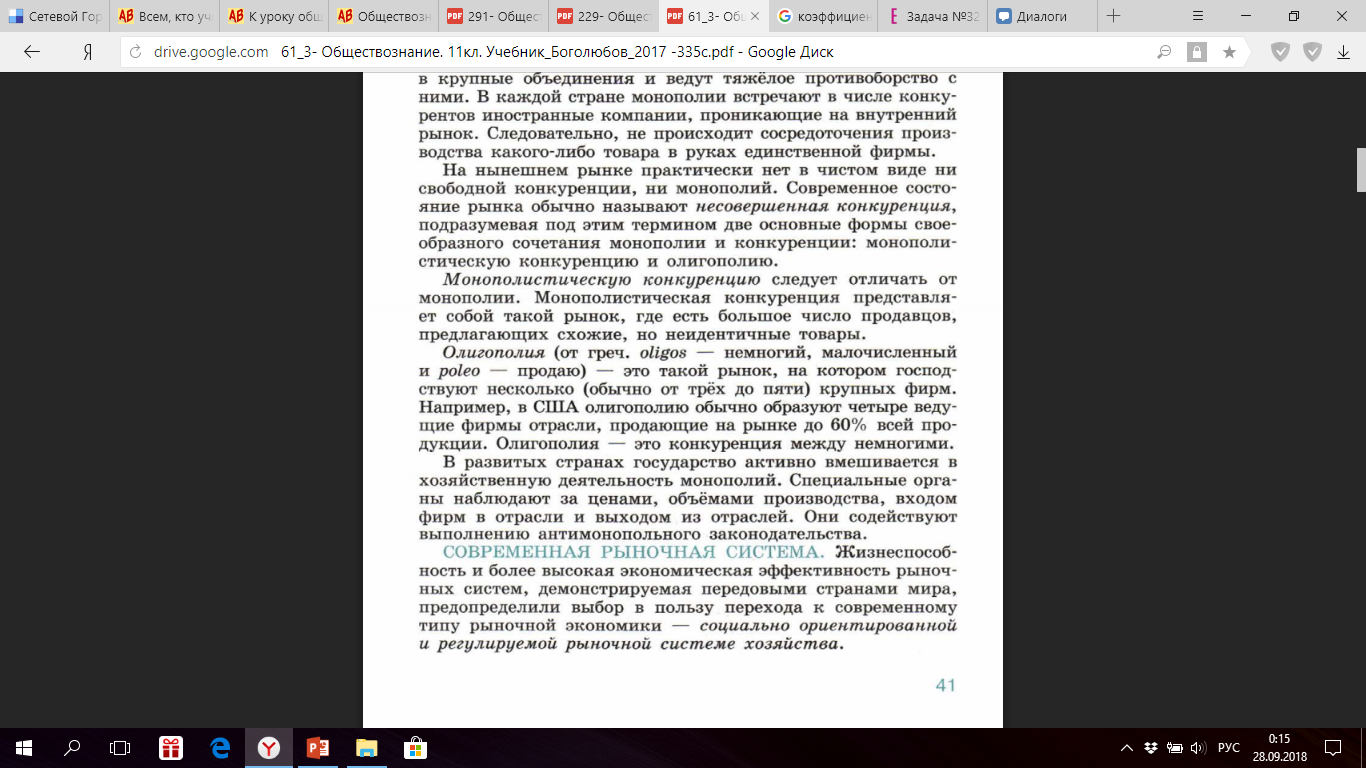 Сетевой Гор
Всем, кто уч
К уроку общ
Обществозн
291- Общест
229- Общест
61_3- Общ
коэффициен
Задача №32
Диалоги
drive.google.com 61_3- Обществознание. 11кл. Учебник_Боголюбов_2017 -335с.pdf - Google Диск
в крупные объединения и ведут тяжёлое противоборство с
ними. В каждой стране монополии встречают в числе конку-
рентов иностранные компании, проникающие на внутренний
рынок. Следовательно, не происходит сосредоточения произ-
водства какого-либо товара в руках единственной фирмы.
На нынешнем рынке практически нет в чистом виде ни
свободной конкуренции, ни монополий. Современное состо-
яние рынка обычно называют несовершенная конкуренция,
подразумевая под этим термином две основные формы свое-
образного сочетания монополии и конкуренции: монополи-
стическую конкуренцию и олигополию.
Монополистическую конкуренцию следует отличать от
монополии. Монополистическая конкуренция представля-
ет собой такой рынок, где есть большое число продавцов,
предлагающих схожие, но неидентичные товары.
Олигополия (от греч. oligos — немногий, малочисленный
и poleo — продаю) — это такой рынок, на котором господ-
ствуют несколько (обычно от трёх до пяти) крупных фирм.
Например, в США олигополию обычно образуют четыре веду-
щие фирмы отрасли, продающие на рынке до 60% всей про-
дукции. Олигополия — это конкуренция между немногими.
В развитых странах государство активно вмешивается в
хозяйственную деятельность монополий. Специальные орга-
ны наблюдают за ценами, объёмами производства, входом
фирм в отрасли и выходом из отраслей. Они содействуют
выполнению антимонопольного законодательства.
СОВРЕМЕННАЯ РЫНОЧНАЯ СИСТЕМА. Жизнеспособ-
ность и более высокая экономическая эффективность рыноч-
ных систем, демонстрируемая передовыми странами мира,
предопределили выбор в пользу перехода к современному
типу рыночной экономики — социально ориентированной
и регулируемой рыночной системе хозяйства.
41
РУС
0:15
28.09.2018